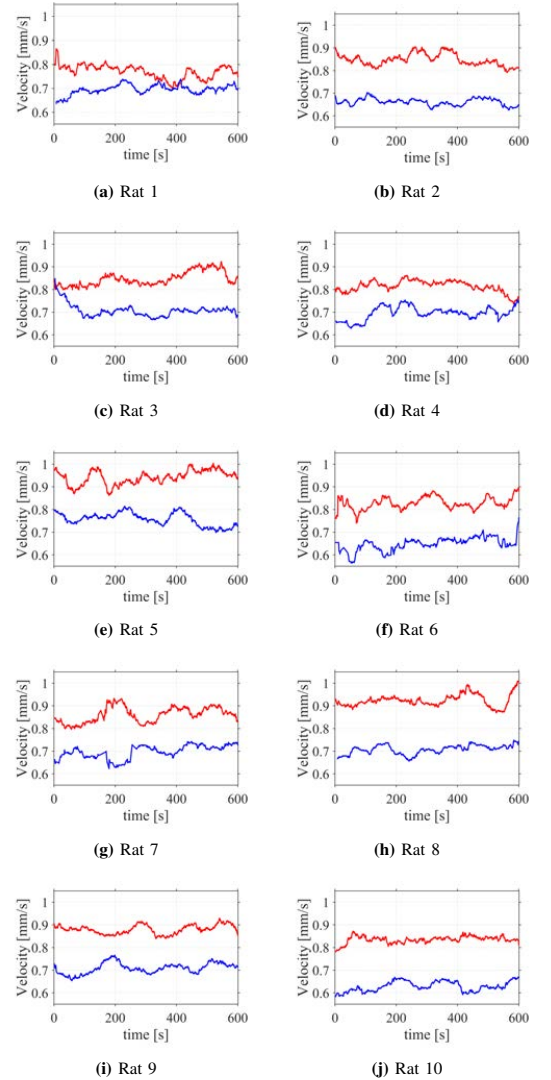 1
0.9
0.8
0.7
0.6
0 200 400 600
Velocity [mm/s]
time [s]
(a) Rat 1
1
0.9
0.8
0.7
0.6
0 200 400 600
Velocity [mm/s]
time [s]
(b) Rat 2
1
0.9
0.8
0.7
0.6
0 200 400 600
Velocity [mm/s]
time [s]
(c) Rat 3
1
0.9
0.8
0.7
0.6
0 200 400 600
Velocity [mm/s]
time [s]
(d) Rat 4
1
0.9
0.8
0.7
0.6
0 200 400 600
Velocity [mm/s]
time [s]
(e) Rat 5
1
0.9
0.8
0.7
0.6
0 200 400 600
Velocity [mm/s]
time [s]
(f) Rat 6
1
0.9
0.8
0.7
0.6
0 200 400 600
Velocity [mm/s]
time [s]
(g) Rat 7
1
0.9
0.8
0.7
0.6
0 200 400 600
Velocity [mm/s]
time [s]
(h) Rat 8
1
0.9
0.8
0.7
0.6
0 200 400 600
Velocity [mm/s]
time [s]
(i) Rat 9
1
0.9
0.8
0.7
0.6
0 200 400 600
Velocity [mm/s]
time [s]
(j) Rat 10